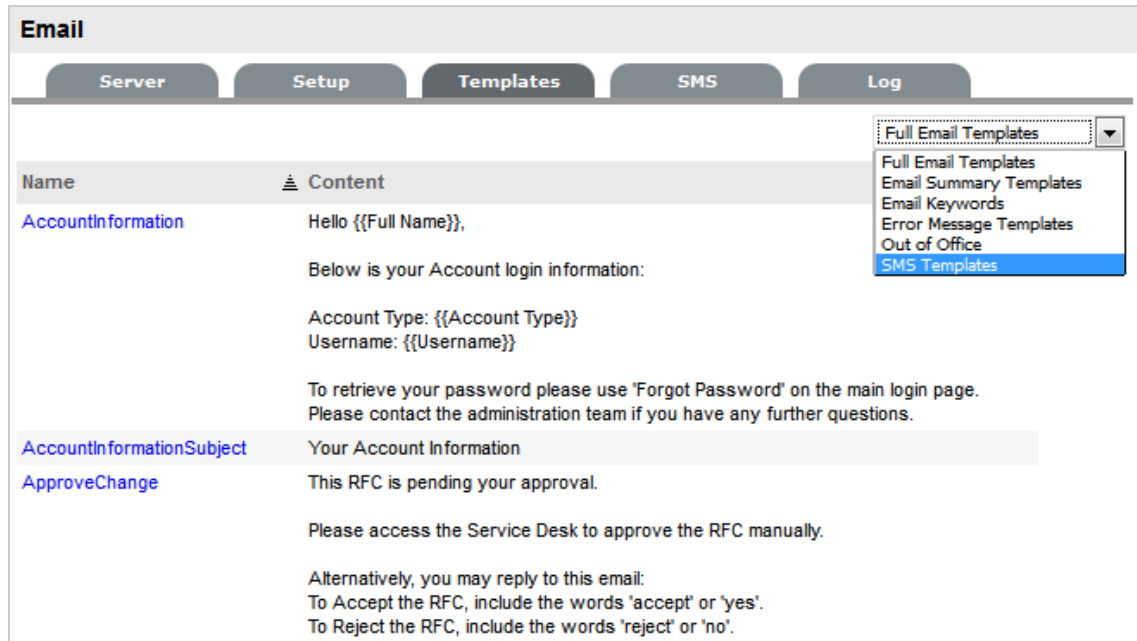 Email
Server Setup Templates SMS Log
Full Email Templates
Full Email Templates
Email Summary Templates
Email Keywords
Error Message Templates
Out of Office
SMS Templates
Name Content
AccountInformation Hello {{Full Name}},
Below is your Account login information:
Account Type: {{Account Type}}
Username: {{Username}}
To retrieve your password please use 'Forgot Password' on the main login page.
Please contact the administration team if you have any further questions.
AccountInformationSubject Your Account Information
ApproveChange This RFC is pending your approval.
Please access the Service Desk to approve the RFC manually.
Alternatively, you may reply to this email:
To Accept the RFC, include the words 'accept' or 'yes'.
To Reject the RFC, include the words 'reject' or 'no'.